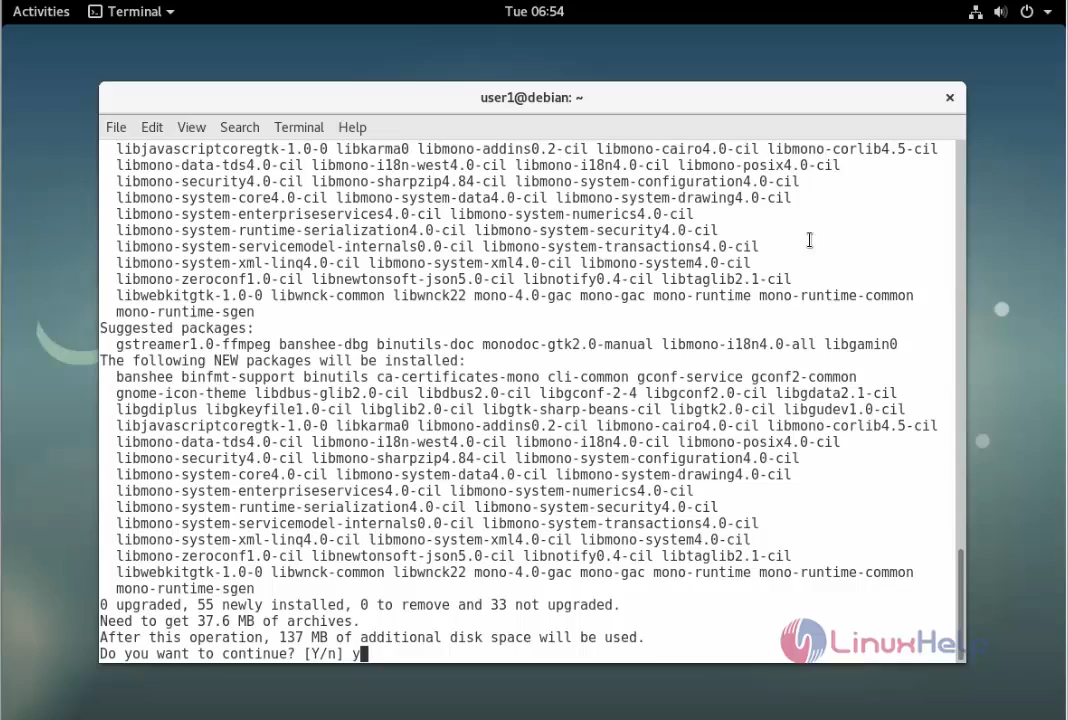 Activities Terminal Tue 06:54
user1@debian: ~ ×
File Edit View Search Terminal Help
libjavascriptcoregtk-1.0-0 libkarma0 libmono-addins0.2-cil libmono-cairo4.0-cil libmono-corlib4.5-cil
libmono-data-tds4.0-cil libmono-i18n-west4.0-cil libmono-i18n4.0-cil libmono-posix4.0-cil
libmono-security4.0-cil libmono-sharpzip4.84-cil libmono-system-configuration4.0-cil
libmono-system-core4.0-cil libmono-system-data4.0-cil libmono-system-drawing4.0-cil
libmono-system-enterpriseservices4.0-cil libmono-system-numerics4.0-cil
libmono-system-runtime-serialization4.0-cil libmono-system-security4.0-cil
libmono-system-servicemodel-internals0.0-cil libmono-system-transactions4.0-cil
libmono-system-xml-linq4.0-cil libmono-system-xml4.0-cil libmono-system4.0-cil
libmono-zeroconf1.0-cil libnewtonsoft-json5.0-cil libnotify0.4-cil libtaglib2.1-cil
libwebkitgtk-1.0-0 libwnck-common libwnck22 mono-4.0-gac mono-gac mono-runtime mono-runtime-common
mono-runtime-sgen
Suggested packages:
gstreamer1.0-ffmpeg banshee-dbg binutils-doc monodoc-gtk2.0-manual libmono-i18n4.0-all libgamin0
The following NEW packages will be installed:
banshee binfmt-support binutils ca-certificates-mono cli-common gconf-service gconf2-common
gnome-icon-theme libdbus-glib2.0-cil libdbus2.0-cil libgconf-2-4 libgconf2.0-cil libgdata2.1-cil
libgdiplus libgkeyfile1.0-cil libglib2.0-cil libgtk-sharp-beans-cil libgtk2.0-cil libgudev1.0-cil
libjavascriptcoregtk-1.0-0 libkarma0 libmono-addins0.2-cil libmono-cairo4.0-cil libmono-corlib4.5-cil
libmono-data-tds4.0-cil libmono-i18n-west4.0-cil libmono-i18n4.0-cil libmono-posix4.0-cil
libmono-security4.0-cil libmono-sharpzip4.84-cil libmono-system-configuration4.0-cil
libmono-system-core4.0-cil libmono-system-data4.0-cil libmono-system-drawing4.0-cil
libmono-system-enterpriseservices4.0-cil libmono-system-numerics4.0-cil
libmono-system-runtime-serialization4.0-cil libmono-system-security4.0-cil
libmono-system-servicemodel-internals0.0-cil libmono-system-transactions4.0-cil
libmono-system-xml-linq4.0-cil libmono-system-xml4.0-cil libmono-system4.0-cil
libmono-zeroconf1.0-cil libnewtonsoft-json5.0-cil libnotify0.4-cil libtaglib2.1-cil
libwebkitgtk-1.0-0 libwnck-common libwnck22 mono-4.0-gac mono-gac mono-runtime mono-runtime-common
mono-runtime-sgen
0 upgraded, 55 newly installed, 0 to remove and 33 not upgraded.
Need to get 37.6 MB of archives.
After this operation, 137 MB of additional disk space will be used.
Do you want to continue? [Y/n] y
LinuxHelp